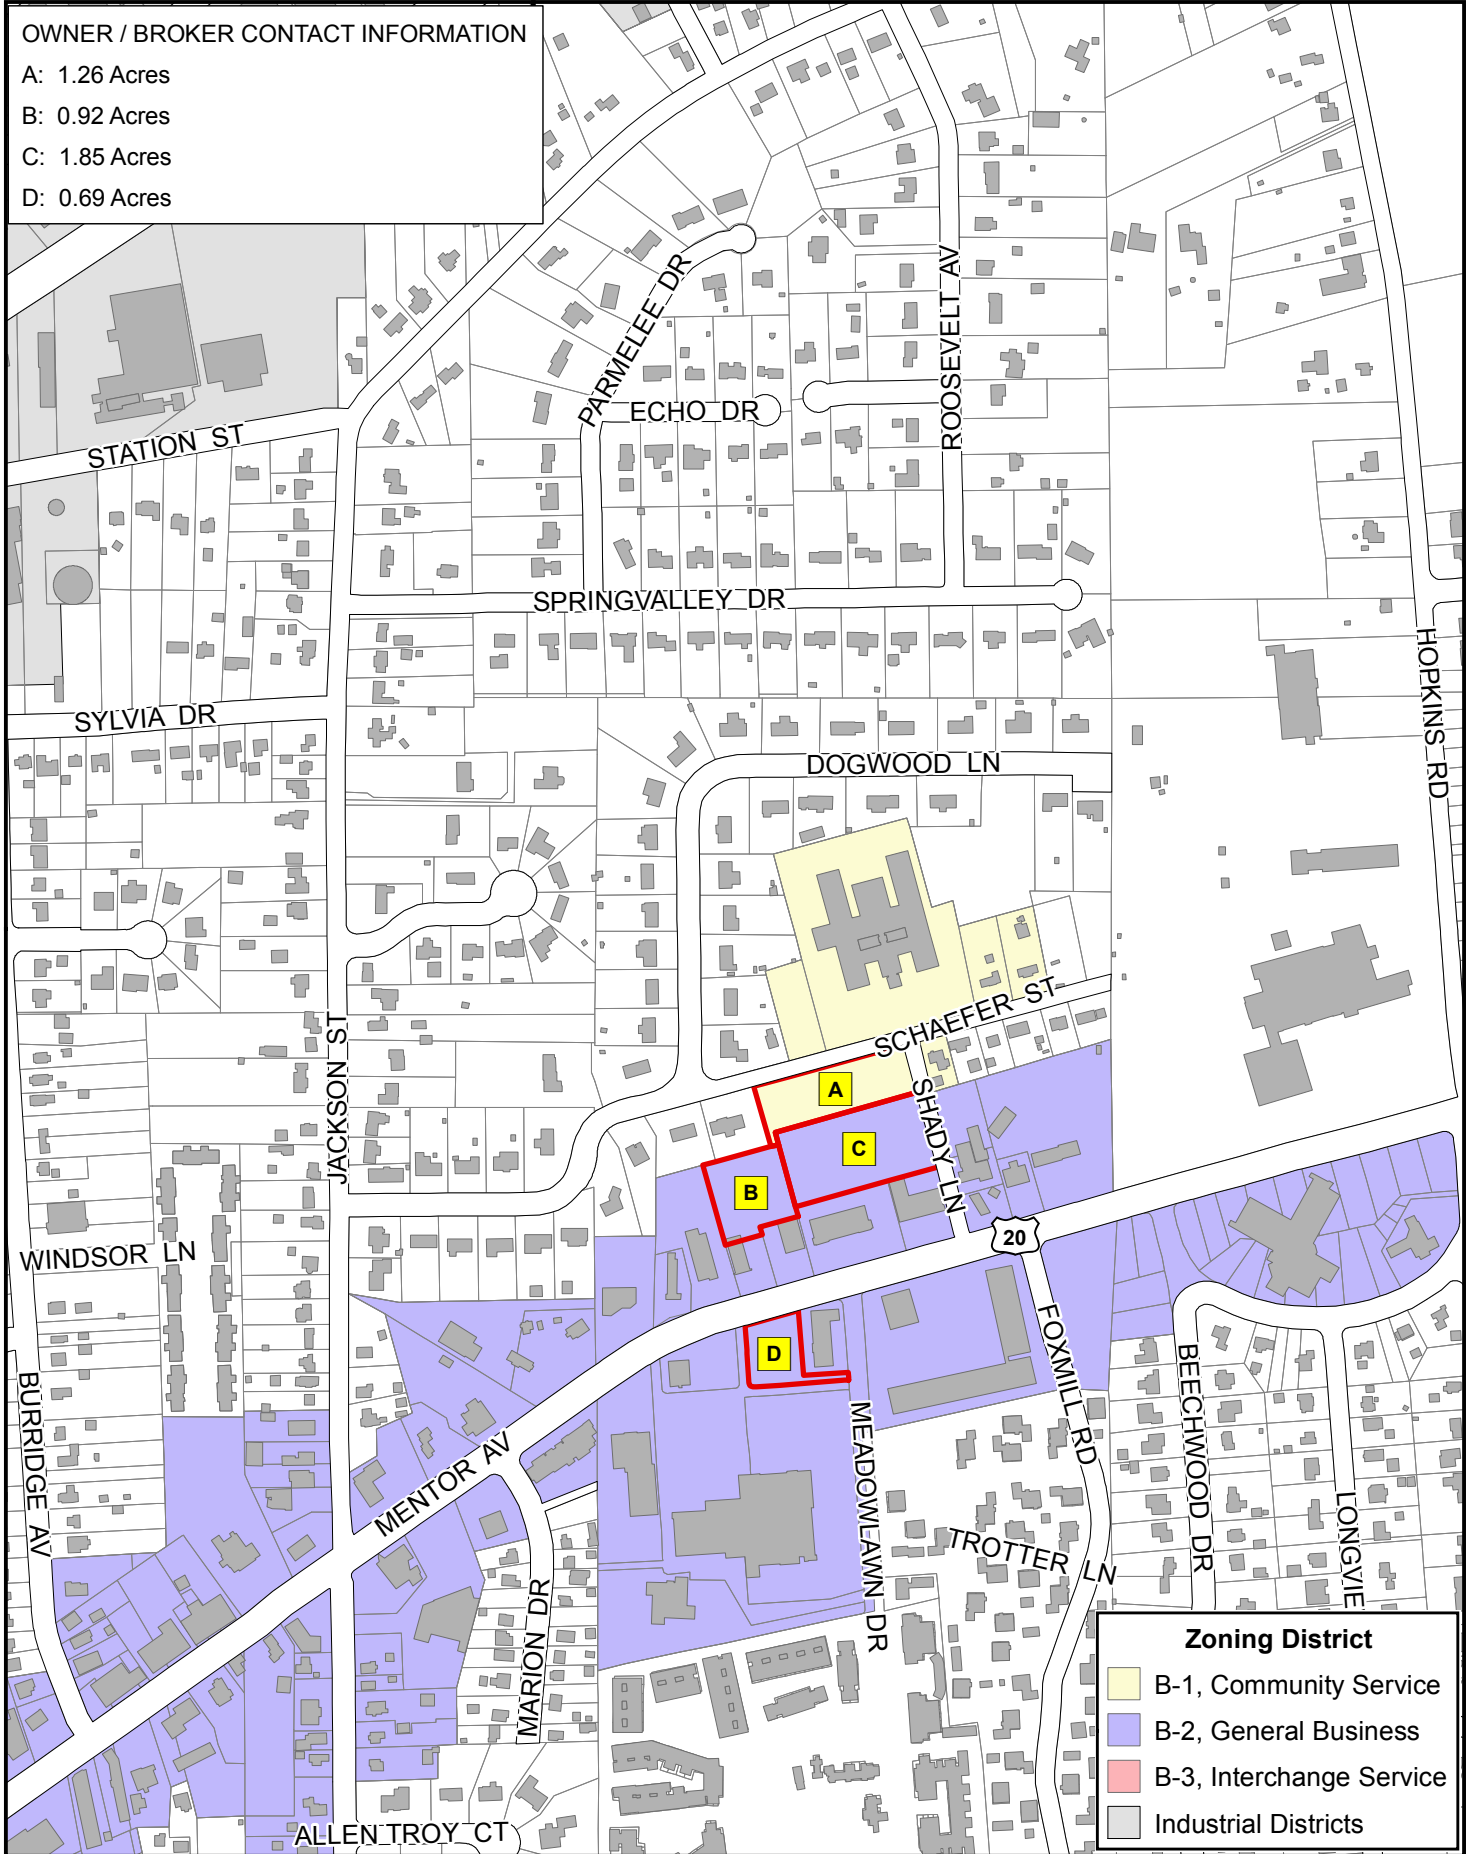 OWNER / BROKER CONTACT INFORMATION
A: 1.26 Acres
B: 0.92 Acres
C: 1.85 Acres
D: 0.69 Acres
PARMELEE DR
ROOSEVELT AV
ECHO DR
STATION ST
SPRINGVALLEY DR
HOPKINS RD
SYLVIA DR
DOGWOOD LN
SCHAEFER ST
JACKSON ST
A
SHADY LN
C
B
20
WINDSOR LN
D
FOXMILL RD
BEECHWOOD DR
BURRIDGE AV
MEADOWLAWN DR
MENTOR AV
LONGVIE
TROTTER LN
MARION DR
ALLEN TROY CT
Zoning District
B-1, Community Service
B-2, General Business
B-3, Interchange Service
Industrial Districts